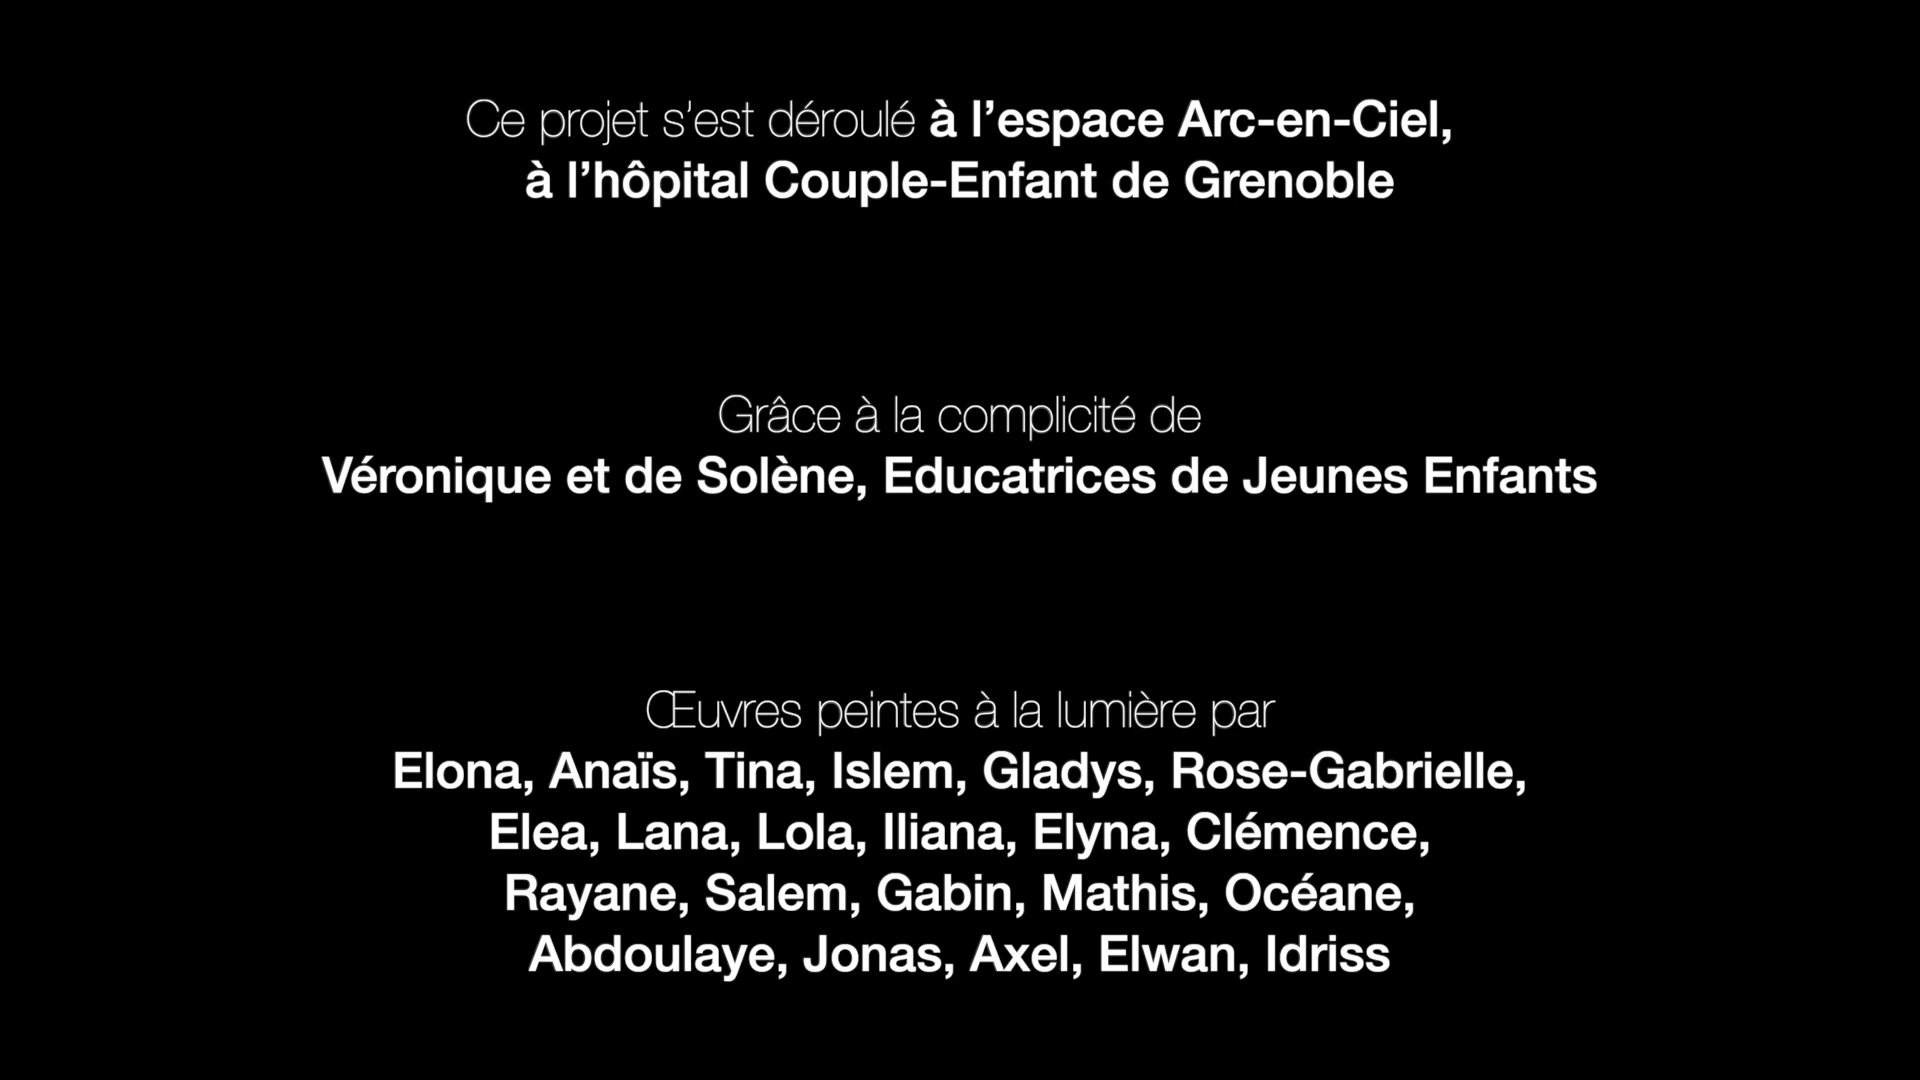 Ce projet s’est déroulé à l’espace Arc-en-Ciel,
à l’hôpital Couple-Enfant de Grenoble
Grâce à la complicité de
Véronique et de Solène, Educatrices de Jeunes Enfants
Œuvres peintes à la lumière par
Elona, Anaïs, Tina, Islem, Gladys, Rose-Gabrielle,
Elea, Lana, Lola, Iliana, Elyna, Clémence,
Rayane, Salem, Gabin, Mathis, Océane,
Abdoulaye, Jonas, Axel, Elwan, Idriss